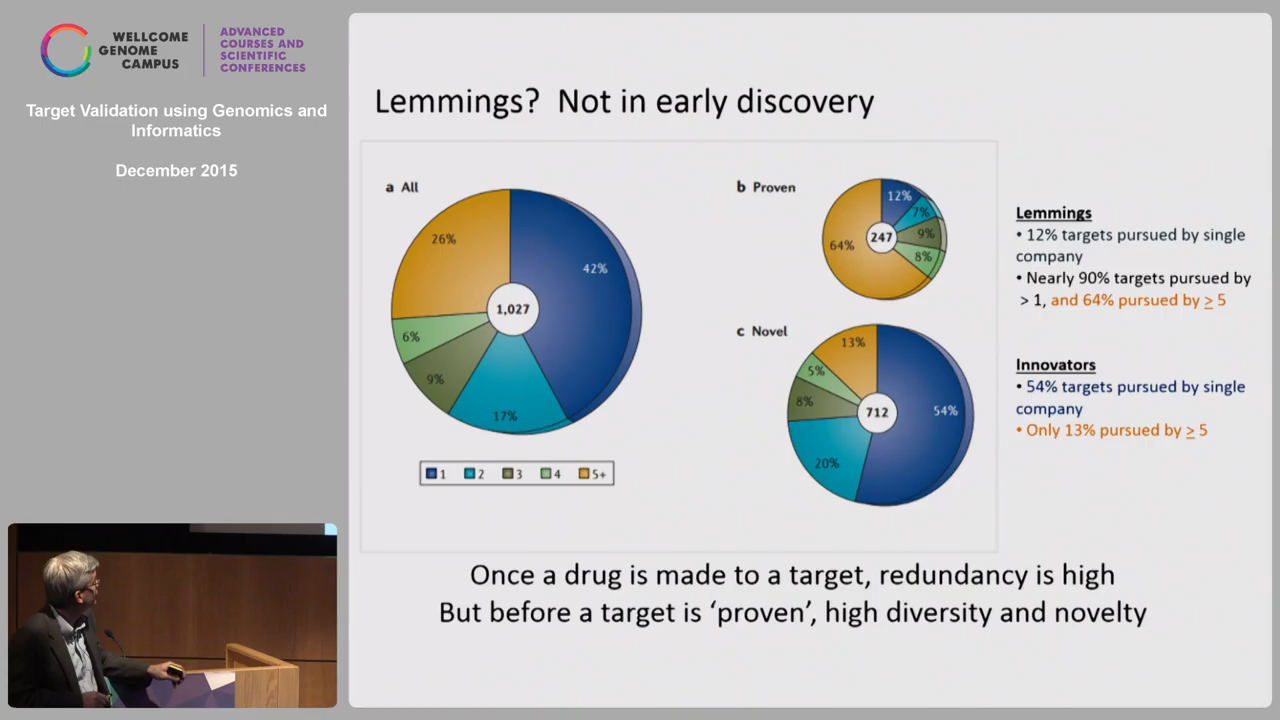 WELLCOME
GENOME
CAMPUS
ADVANCED
COURSES AND
SCIENTIFIC
CONFERENCES
Target Validation using Genomics and
Informatics
December 2015
Lemmings? Not in early discovery
a All
26%
42%
1,027
6%
9%
17%
1 2 3 4 5+
b Proven
12%
7%
9%
8%
64%
247
c Novel
13%
5%
8%
712
54%
20%
Lemmings
• 12% targets pursued by single
company
• Nearly 90% targets pursued by
> 1, and 64% pursued by ≥ 5
Innovators
• 54% targets pursued by single
company
• Only 13% pursued by ≥ 5
Once a drug is made to a target, redundancy is high
But before a target is ‘proven’, high diversity and novelty